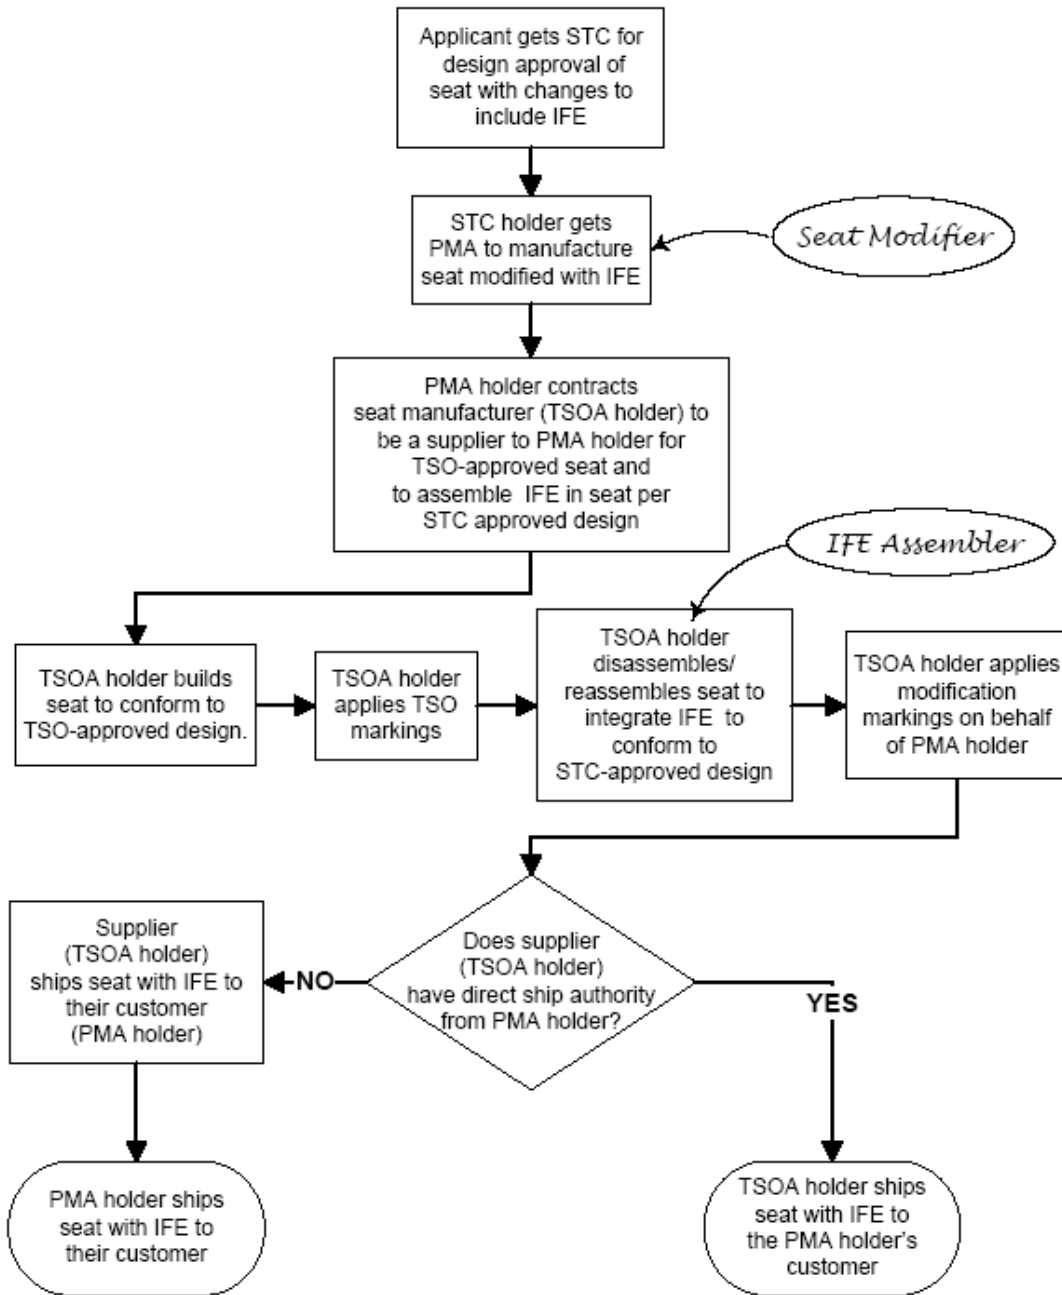 Applicant gets STC for
design approval of
seat with changes to
include IFE
STC holder gets
PMA to manufacture
seat modified with IFE
Seat Modifier
PMA holder contracts
seat manufacturer (TSOA holder) to
be a supplier to PMA holder for
TSO-approved seat and
to assemble IFE in seat per
STC approved design
IFE Assembler
TSOA holder builds
seat to conform to
TSO-approved design.
TSOA holder
applies TSO
markings
TSOA holder
disassembles/
reassembles seat to
integrate IFE to
conform to
STC-approved design
TSOA holder applies
modification
markings on behalf
of PMA holder
Does supplier
(TSOA holder)
have direct ship authority
from PMA holder?
NO
YES
Supplier
(TSOA holder)
ships seat with IFE to
their customer
(PMA holder)
PMA holder ships
seat with IFE to
their customer
TSOA holder ships
seat with IFE to
the PMA holder's
customer